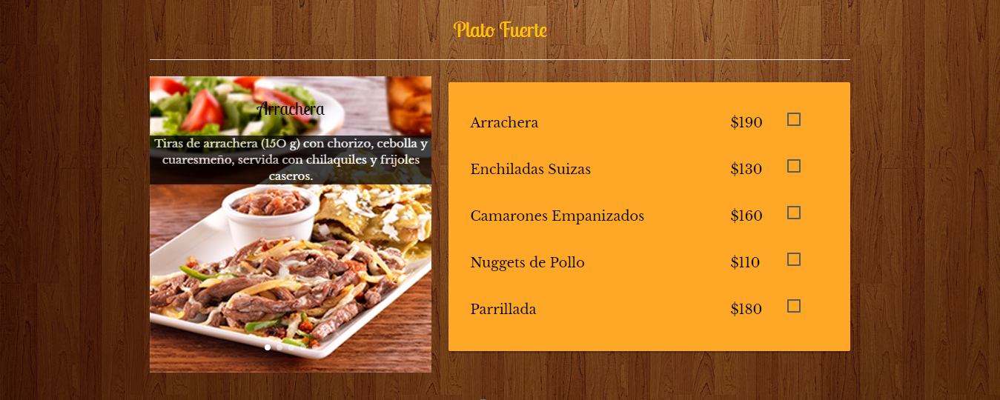 Plato Fuerte
Arrachera
Tiras de arrachera (150 g) con chorizo, cebolla y
cuaresmeño, servida con chilaquiles y frijoles
caseros.
Arrachera $190
Enchiladas Suizas $130
Camarones Empanizados $160
Nuggets de Pollo $110
Parrillada $180